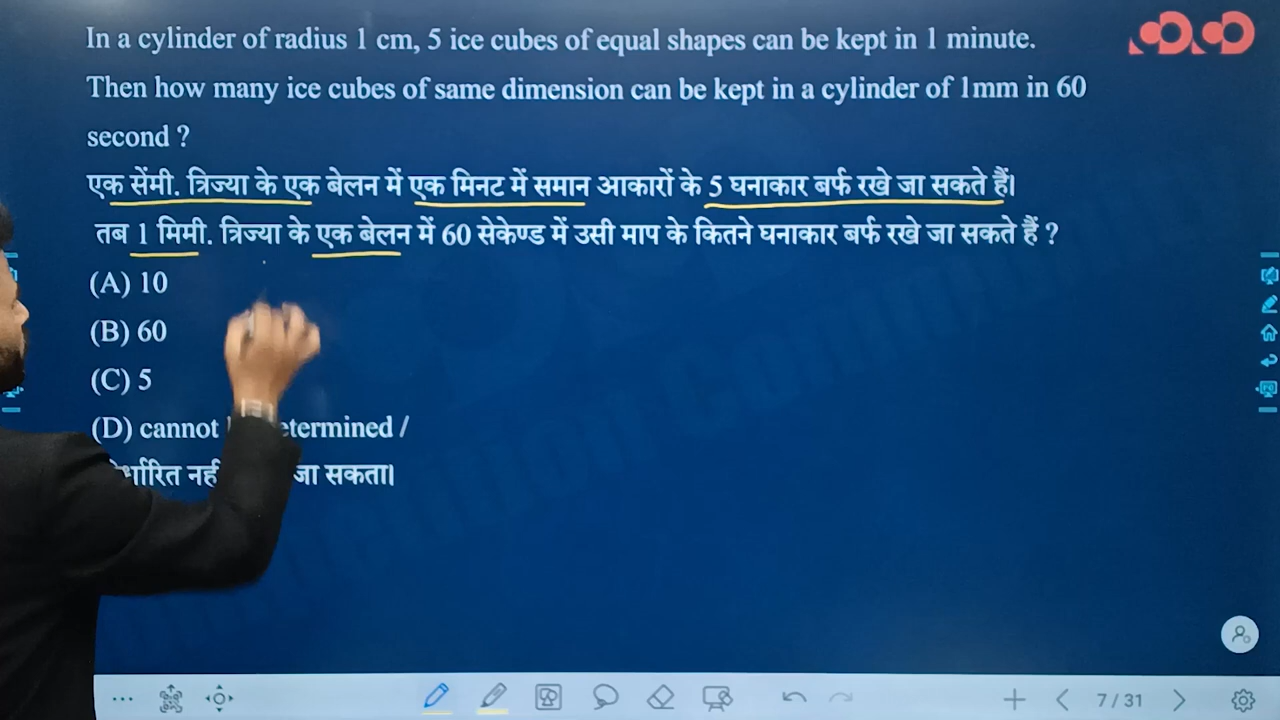 In a cylinder of radius 1 cm, 5 ice cubes of equal shapes can be kept in 1 minute.
Then how many ice cubes of same dimension can be kept in a cylinder of 1mm in 60
second ?
एक सेंमी. त्रिज्या के एक बेलन में एक मिनट में समान आकारों के 5 घनाकार बर्फ रखे जा सकते हैं।
तब 1 मिमी. त्रिज्या के एक बेलन में 60 सेकेण्ड में उसी माप के कितने घनाकार बर्फ रखे जा सकते हैं ?
(A) 10
(B) 60
(C) 5
(D) cannot etermined /
जा सकता।
7 / 31